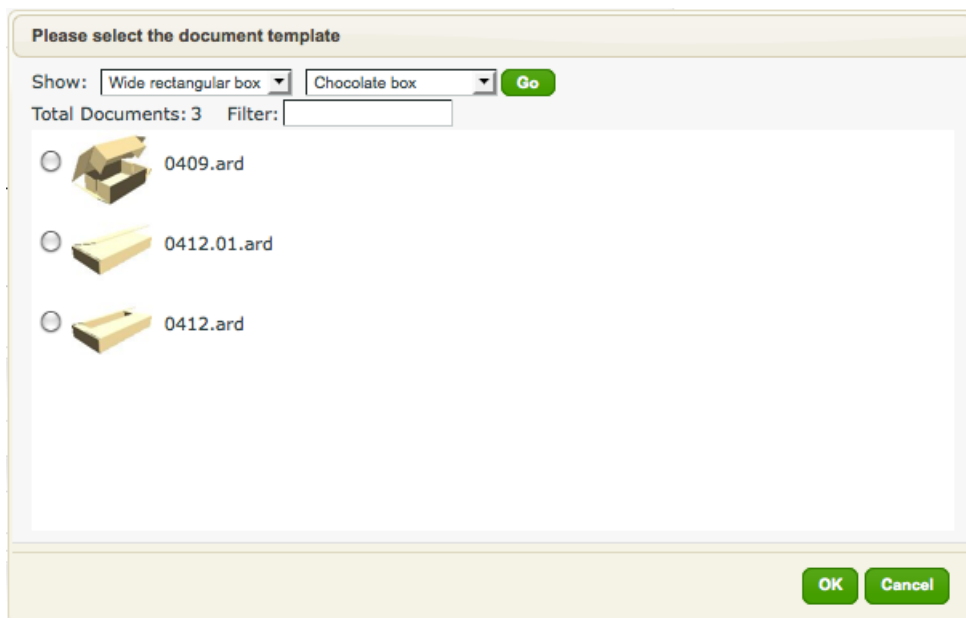 Please select the document template
Show: Wide rectangular box Chocolate box Go
Total Documents: 3 Filter:
0409.ard
0412.01.ard
0412.ard
OK Cancel